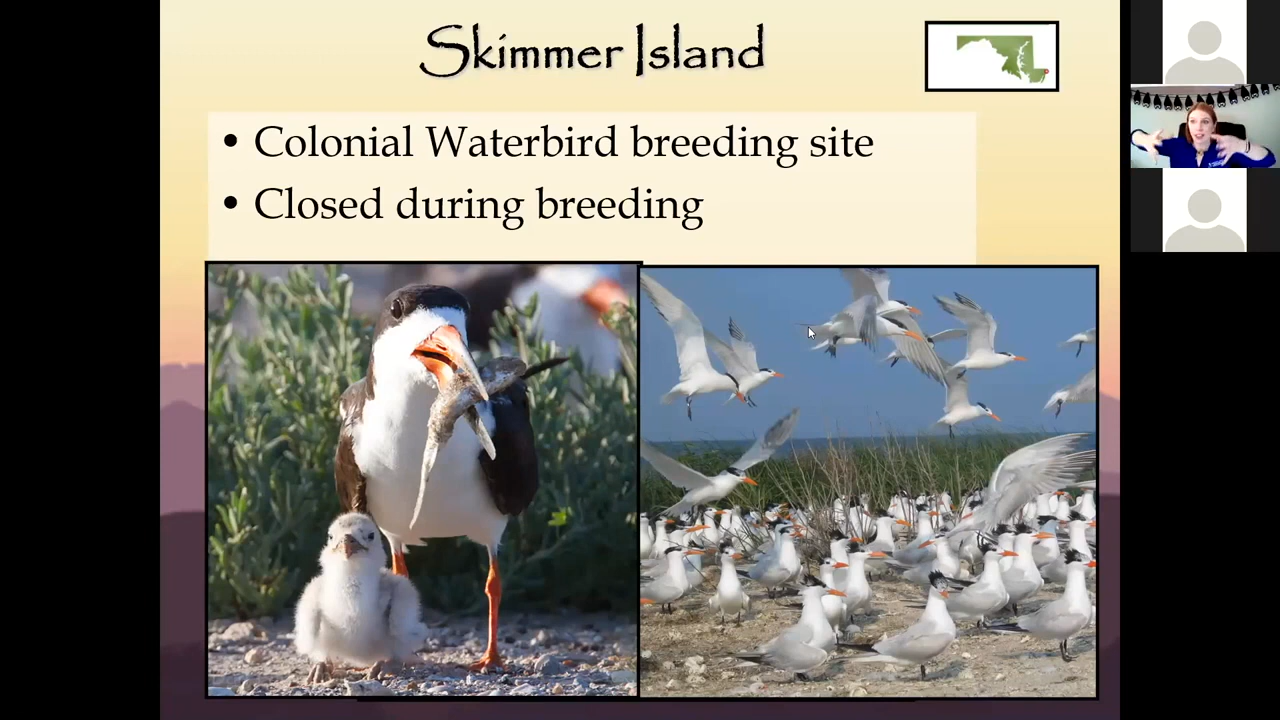 Skimmer Island
• Colonial Waterbird breeding site
• Closed during breeding